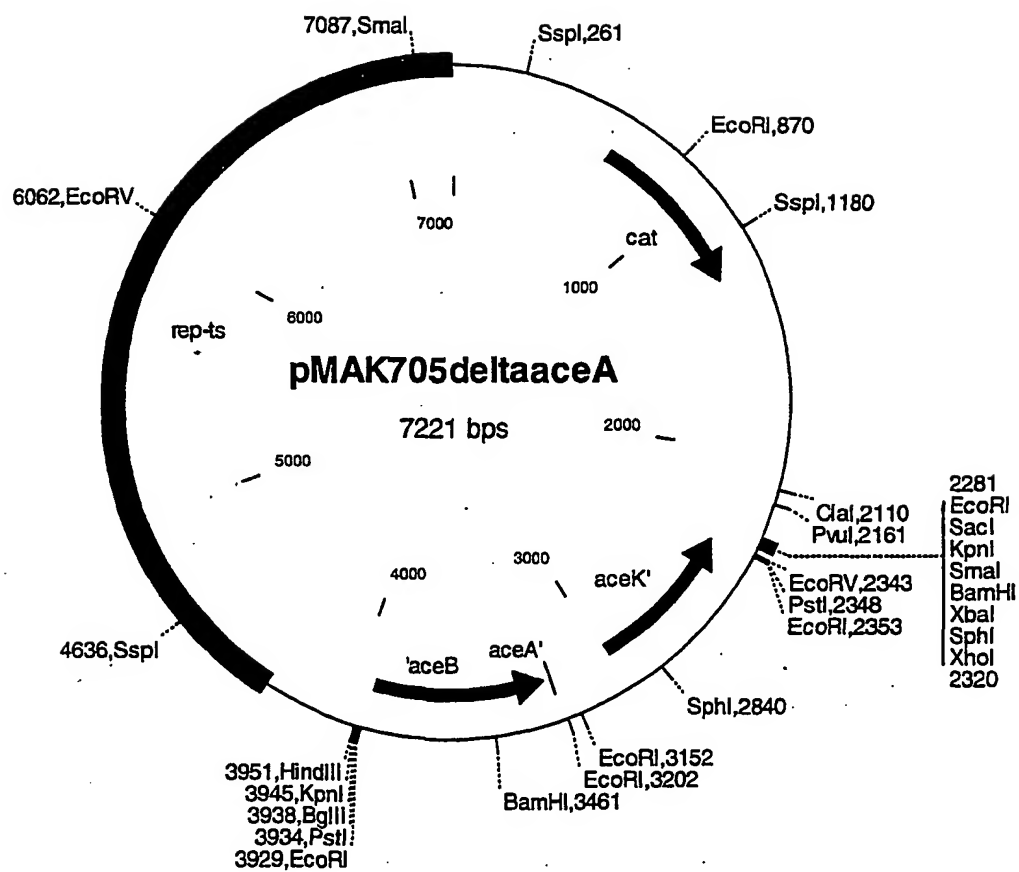 7087,SmaI
SspI,261
EcoRI,870
6062,EcoRV
SspI,1180
7000
cat
1000
rep-ts
6000
pMAK705deltaaceA
7221 bps
2000
5000
ClaI,2110
PvuI,2161
2281
EcoRI
SacI
KpnI
SmaI
BamHI
XbaI
SphI
XhoI
2320
3000
4000
aceK'
EcoRV,2343
PstI,2348
EcoRI,2353
4636,SspI
'aceB
aceA'
SphI,2840
EcoRI,3152
EcoRI,3202
BamHI,3461
3951,HindIII
3945,KpnI
3938,BglII
3934,PstI
3929,EcoRI